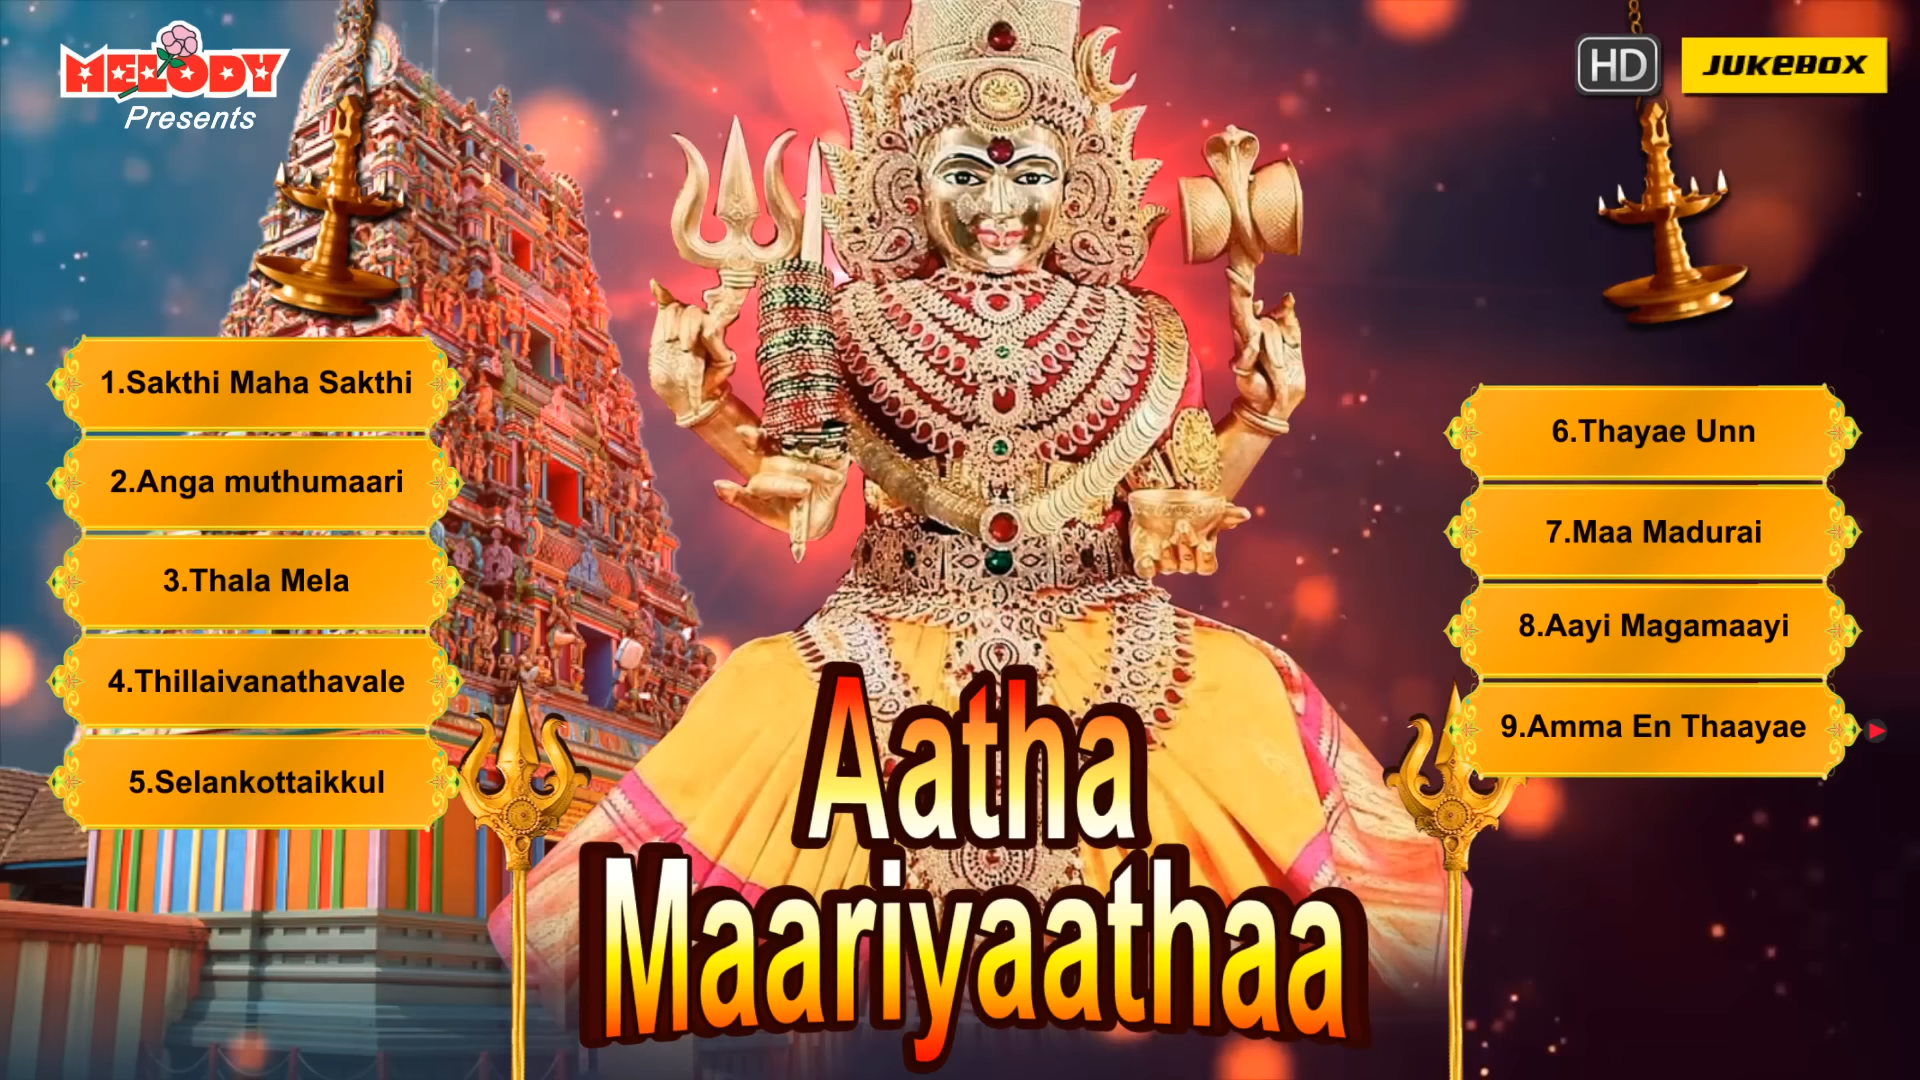 MELODY
Presents
HD
JUKEBOX
1.Sakthi Maha Sakthi
2.Anga muthumaari
3.Thala Mela
4.Thillaivanathavale
5.Selankottaikkul
6.Thayae Unn
7.Maa Madurai
8.Aayi Magamaayi
9.Amma En Thaayae
Aatha
Maariyaathaa